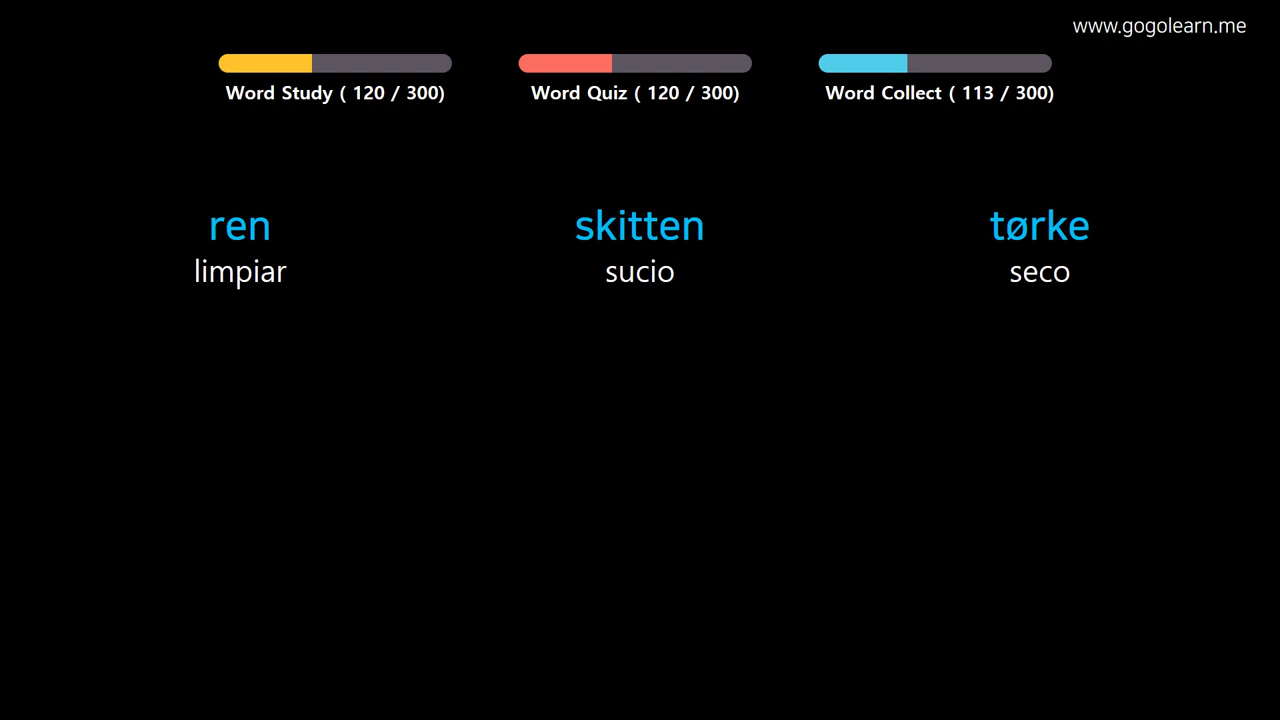 www.gogolearn.me
Word Study ( 120 / 300)
Word Quiz ( 120 / 300)
Word Collect ( 113 / 300)
ren
limpiar
skitten
sucio
tørke
seco